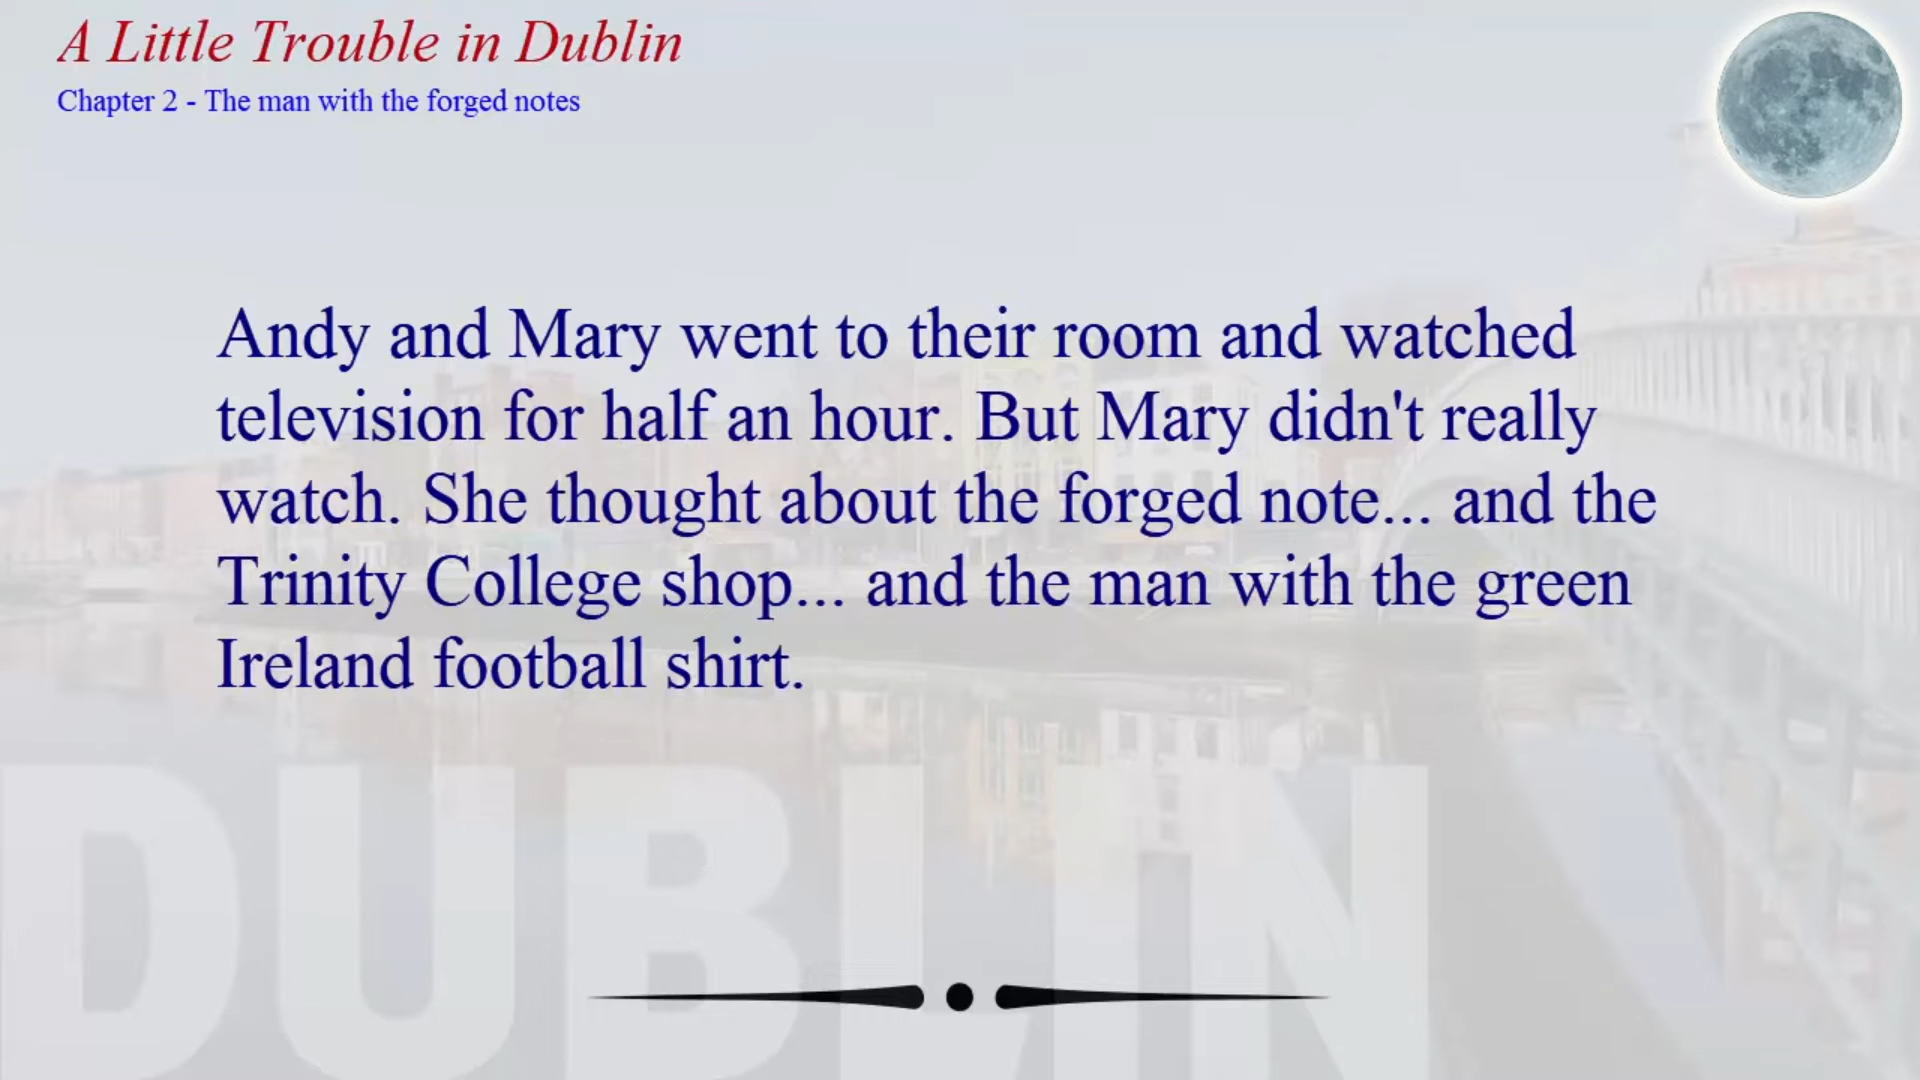 A Little Trouble in Dublin
Chapter 2 - The man with the forged notes
Andy and Mary went to their room and watched
television for half an hour. But Mary didn't really
watch. She thought about the forged note... and the
Trinity College shop... and the man with the green
Ireland football shirt.
DUBLIN